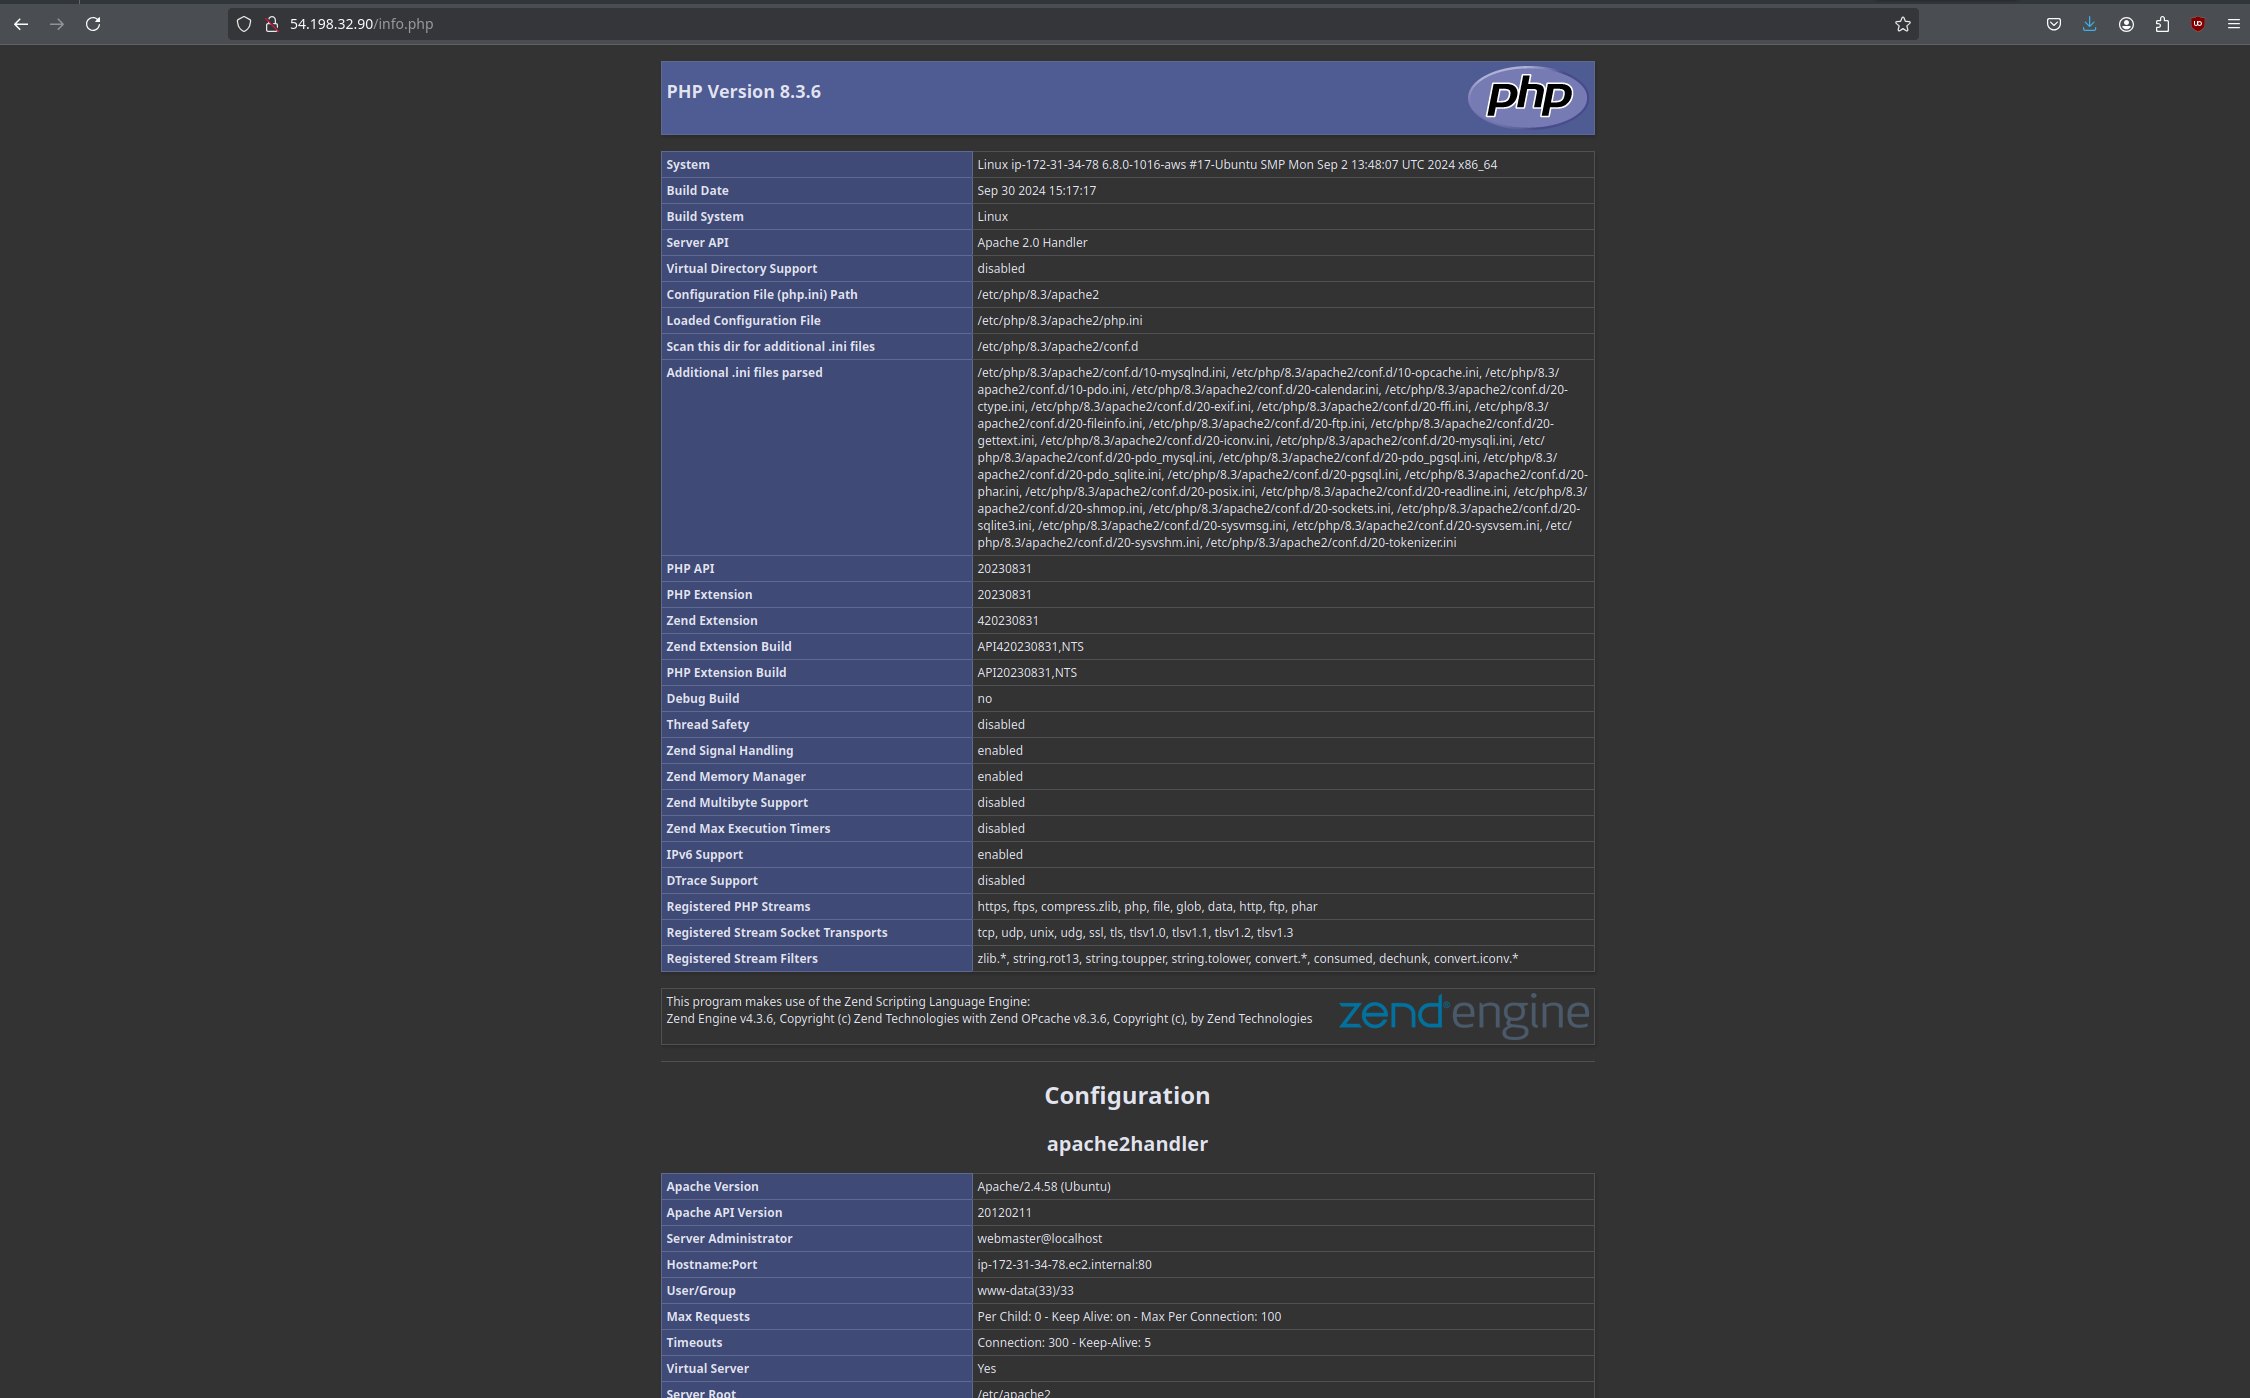 54.198.32.90/info.php
PHP Version 8.3.6
php
System Linux ip-172-31-34-78 6.8.0-1016-aws #17-Ubuntu SMP Mon Sep 2 13:48:07 UTC 2024 x86_64
Build Date Sep 30 2024 15:17:17
Build System Linux
Server API Apache 2.0 Handler
Virtual Directory Support disabled
Configuration File (php.ini) Path /etc/php/8.3/apache2
Loaded Configuration File /etc/php/8.3/apache2/php.ini
Scan this dir for additional .ini files /etc/php/8.3/apache2/conf.d
Additional .ini files parsed /etc/php/8.3/apache2/conf.d/10-mysqlnd.ini, /etc/php/8.3/apache2/conf.d/10-opcache.ini, /etc/php/8.3/
apache2/conf.d/10-pdo.ini, /etc/php/8.3/apache2/conf.d/20-calendar.ini, /etc/php/8.3/apache2/conf.d/20-
ctype.ini, /etc/php/8.3/apache2/conf.d/20-exif.ini, /etc/php/8.3/apache2/conf.d/20-ffi.ini, /etc/php/8.3/
apache2/conf.d/20-fileinfo.ini, /etc/php/8.3/apache2/conf.d/20-ftp.ini, /etc/php/8.3/apache2/conf.d/20-
gettext.ini, /etc/php/8.3/apache2/conf.d/20-iconv.ini, /etc/php/8.3/apache2/conf.d/20-mysqli.ini, /etc/
php/8.3/apache2/conf.d/20-pdo_mysql.ini, /etc/php/8.3/apache2/conf.d/20-pdo_pgsql.ini, /etc/php/8.3/
apache2/conf.d/20-pdo_sqlite.ini, /etc/php/8.3/apache2/conf.d/20-pgsql.ini, /etc/php/8.3/apache2/conf.d/20-
phar.ini, /etc/php/8.3/apache2/conf.d/20-posix.ini, /etc/php/8.3/apache2/conf.d/20-readline.ini, /etc/php/8.3/
apache2/conf.d/20-shmop.ini, /etc/php/8.3/apache2/conf.d/20-sockets.ini, /etc/php/8.3/apache2/conf.d/20-
sqlite3.ini, /etc/php/8.3/apache2/conf.d/20-sysvmsg.ini, /etc/php/8.3/apache2/conf.d/20-sysvsem.ini, /etc/
php/8.3/apache2/conf.d/20-sysvshm.ini, /etc/php/8.3/apache2/conf.d/20-tokenizer.ini
PHP API 20230831
PHP Extension 20230831
Zend Extension 420230831
Zend Extension Build API420230831,NTS
PHP Extension Build API20230831,NTS
Debug Build no
Thread Safety disabled
Zend Signal Handling enabled
Zend Memory Manager enabled
Zend Multibyte Support disabled
Zend Max Execution Timers disabled
IPv6 Support enabled
DTrace Support disabled
Registered PHP Streams https, ftps, compress.zlib, php, file, glob, data, http, ftp, phar
Registered Stream Socket Transports tcp, udp, unix, udg, ssl, tls, tlsv1.0, tlsv1.1, tlsv1.2, tlsv1.3
Registered Stream Filters zlib.*, string.rot13, string.toupper, string.tolower, convert.*, consumed, dechunk, convert.iconv.*
This program makes use of the Zend Scripting Language Engine:
Zend Engine v4.3.6, Copyright (c) Zend Technologies with Zend OPcache v8.3.6, Copyright (c), by Zend Technologies
zend® engine
Configuration
apache2handler
Apache Version Apache/2.4.58 (Ubuntu)
Apache API Version 20120211
Server Administrator webmaster@localhost
Hostname:Port ip-172-31-34-78.ec2.internal:80
User/Group www-data(33)/33
Max Requests Per Child: 0 - Keep Alive: on - Max Per Connection: 100
Timeouts Connection: 300 - Keep-Alive: 5
Virtual Server Yes
Server Root /etc/apache2